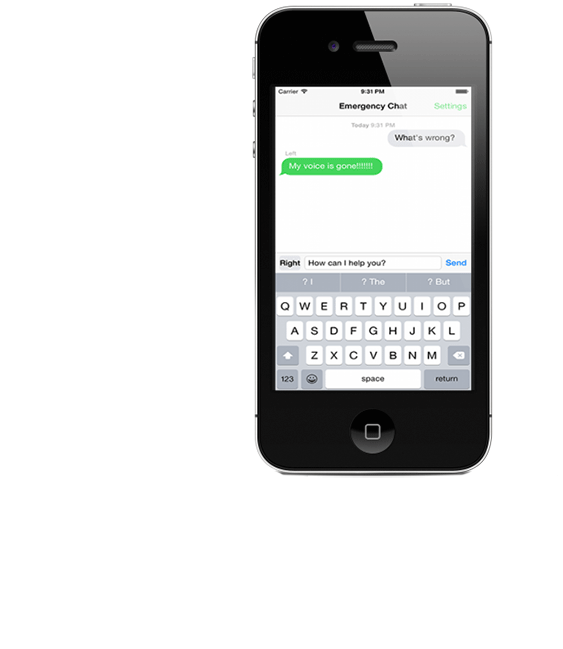 Carrier 9:31 PM
Emergency Chat Settings
Today 9:31 PM
What's wrong?
Left
My voice is gone!!!!!!!
Right How can I help you? Send
? I ? The ? But
Q W E R T Y U I O P
A S D F G H J K L
Z X C V B N M
123 space return